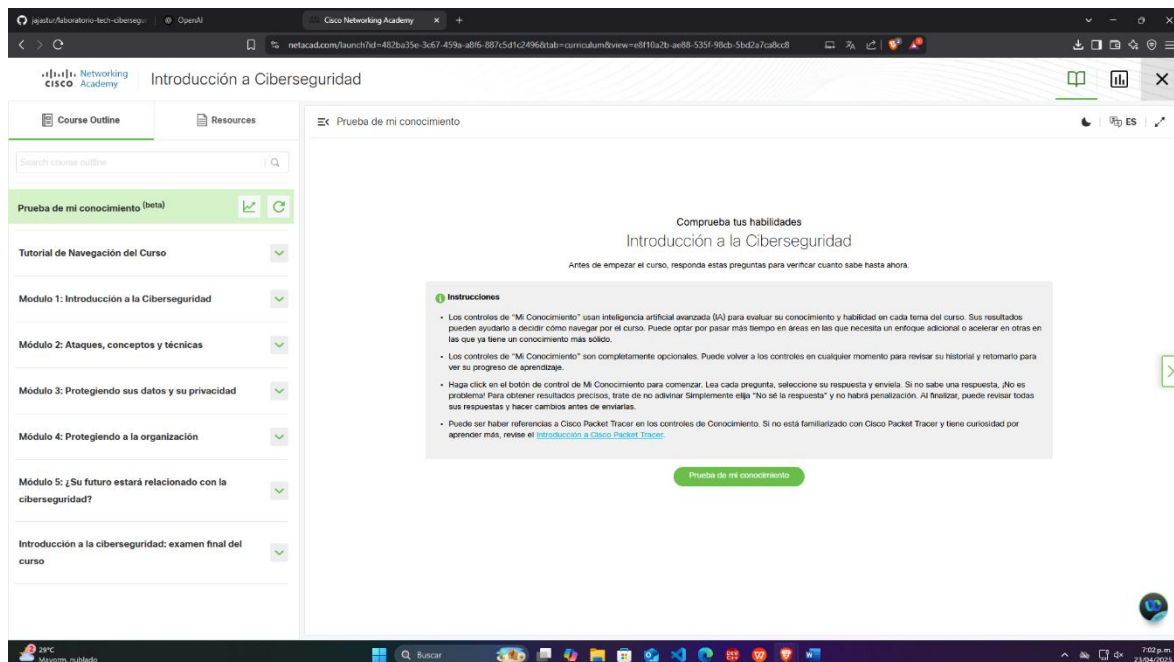 jajastur/laboratorio-tech-cibersegu
OpenAI
Cisco Networking Academy
netacad.com/launch?id=482ba35e-3c67-459a-a8f6-887c5d1c2496&tab=curriculum&view=e8f10a2b-ae88-535f-98cb-5bd2a7ca8cc8
CISCO Networking Academy
Introducción a Ciberseguridad
Course Outline
Resources
Prueba de mi conocimiento
ES
Search course outline
Prueba de mi conocimiento (beta)
Tutorial de Navegación del Curso
Modulo 1: Introducción a la Ciberseguridad
Módulo 2: Ataques, conceptos y técnicas
Módulo 3: Protegiendo sus datos y su privacidad
Módulo 4: Protegiendo a la organización
Módulo 5: ¿Su futuro estará relacionado con la
ciberseguridad?
Introducción a la ciberseguridad: examen final del
curso
Comprueba tus habilidades
Introducción a la Ciberseguridad
Antes de empezar el curso, responda estas preguntas para verificar cuanto sabe hasta ahora.
Instrucciones
• Los controles de "Mi Conocimiento" usan inteligencia artificial avanzada (IA) para evaluar su conocimiento y habilidad en cada tema del curso. Sus resultados
pueden ayudarlo a decidir cómo navegar por el curso. Puede optar por pasar más tiempo en áreas en las que necesita un enfoque adicional o acelerar en otras en
las que ya tiene un conocimiento más sólido.
• Los controles de "Mi Conocimiento" son completamente opcionales. Puede volver a los controles en cualquier momento para revisar su historial y retomarlo para
ver su progreso de aprendizaje.
• Haga click en el botón de control de Mi Conocimiento para comenzar. Lea cada pregunta, seleccione su respuesta y enviela. Si no sabe una respuesta, ¡No es
problema! Para obtener resultados precisos, trate de no adivinar Simplemente elija "No sé la respuesta" y no habrá penalización. Al finalizar, puede revisar todas
sus respuestas y hacer cambios antes de enviarlas.
• Puede ser haber referencias a Cisco Packet Tracer en los controles de Conocimiento. Si no está familiarizado con Cisco Packet Tracer y tiene curiosidad por
aprender más, revise el Introducción a Cisco Packet Tracer.
Prueba de mi conocimiento
29°C
Mayorm. nublado
Buscar
7:02 p.m.
23/04/2025